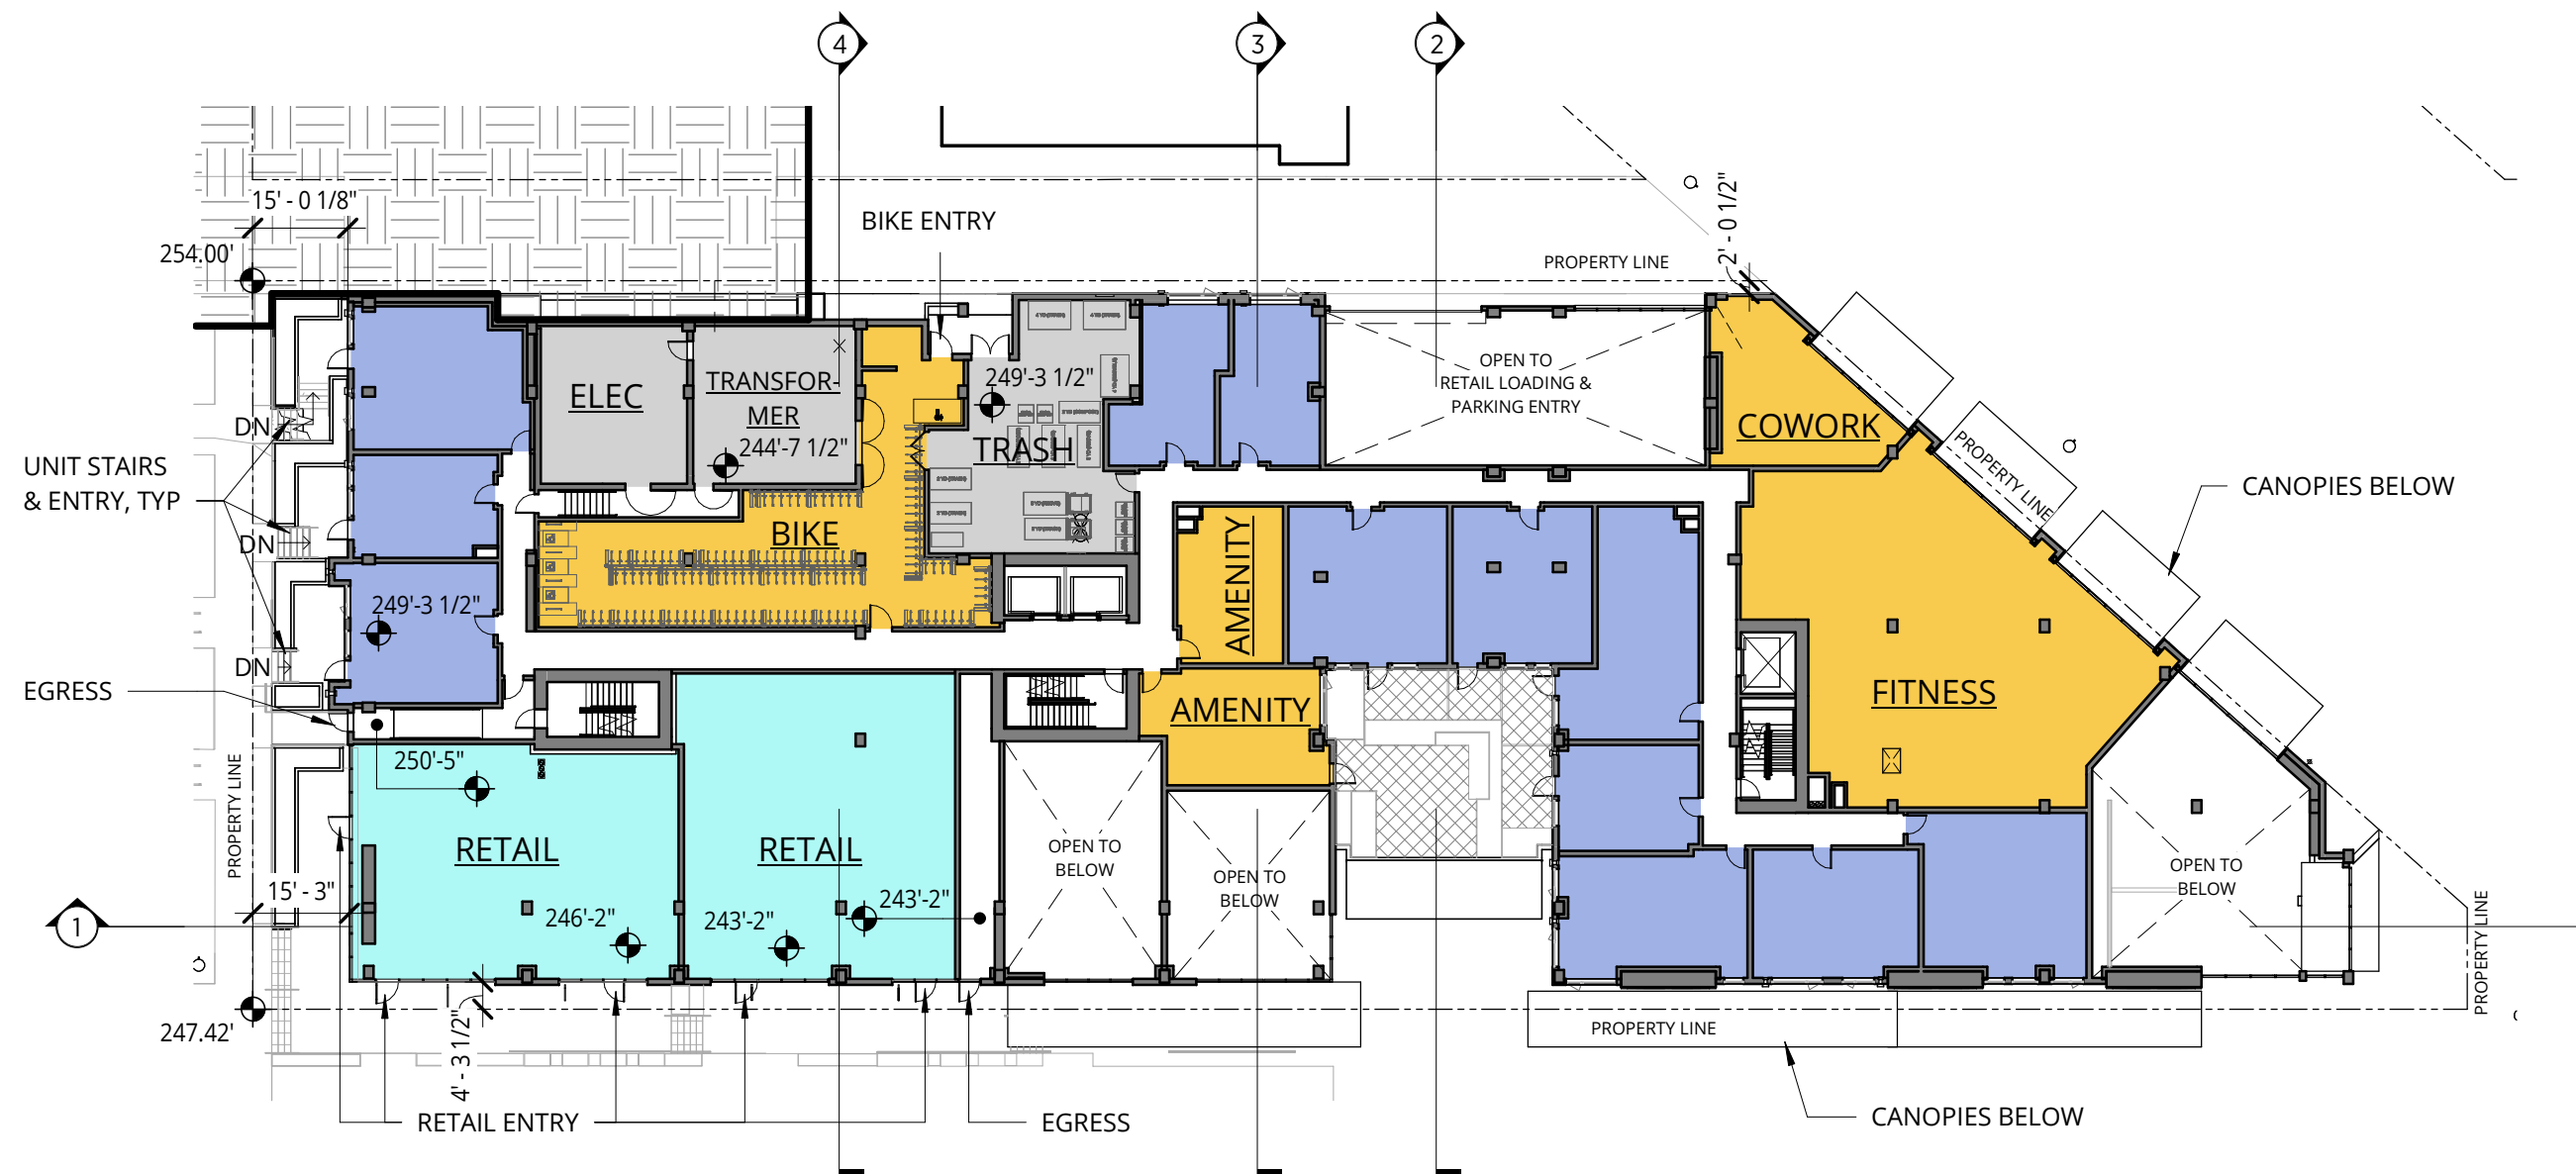 4
3
2
15' - 0 1/8"
254.00'
BIKE ENTRY
PROPERTY LINE
2' - 0 1/2"
ELEC
TRANSFOR-
MER
244'-7 1/2"
249'-3 1/2"
TRASH
OPEN TO
RETAIL LOADING &
PARKING ENTRY
COWORK
PROPERTY LINE
CANOPIES BELOW
DN
UNIT STAIRS
& ENTRY, TYP
DN
BIKE
AMENITY
249'-3 1/2"
DN
EGRESS
AMENITY
FITNESS
250'-5"
PROPERTY LINE
RETAIL
RETAIL
OPEN TO
BELOW
OPEN TO
BELOW
OPEN TO
BELOW
15' - 3"
246'-2"
243'-2"
243'-2"
1
PROPERTY LINE
247.42'
4' - 3 1/2"
PROPERTY LINE
RETAIL ENTRY
EGRESS
CANOPIES BELOW